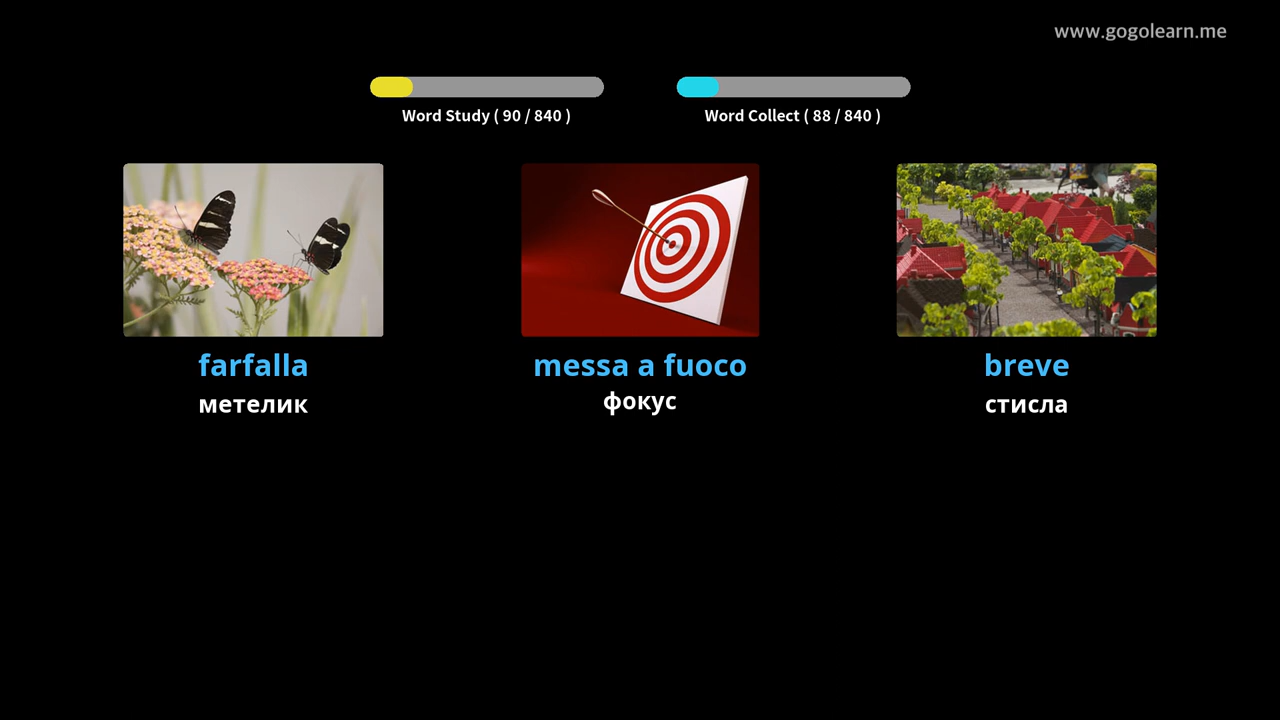 www.gogolearn.me
Word Study ( 90 / 840 )
Word Collect ( 88 / 840 )
farfalla
метелик
messa a fuoco
фокус
breve
стисла